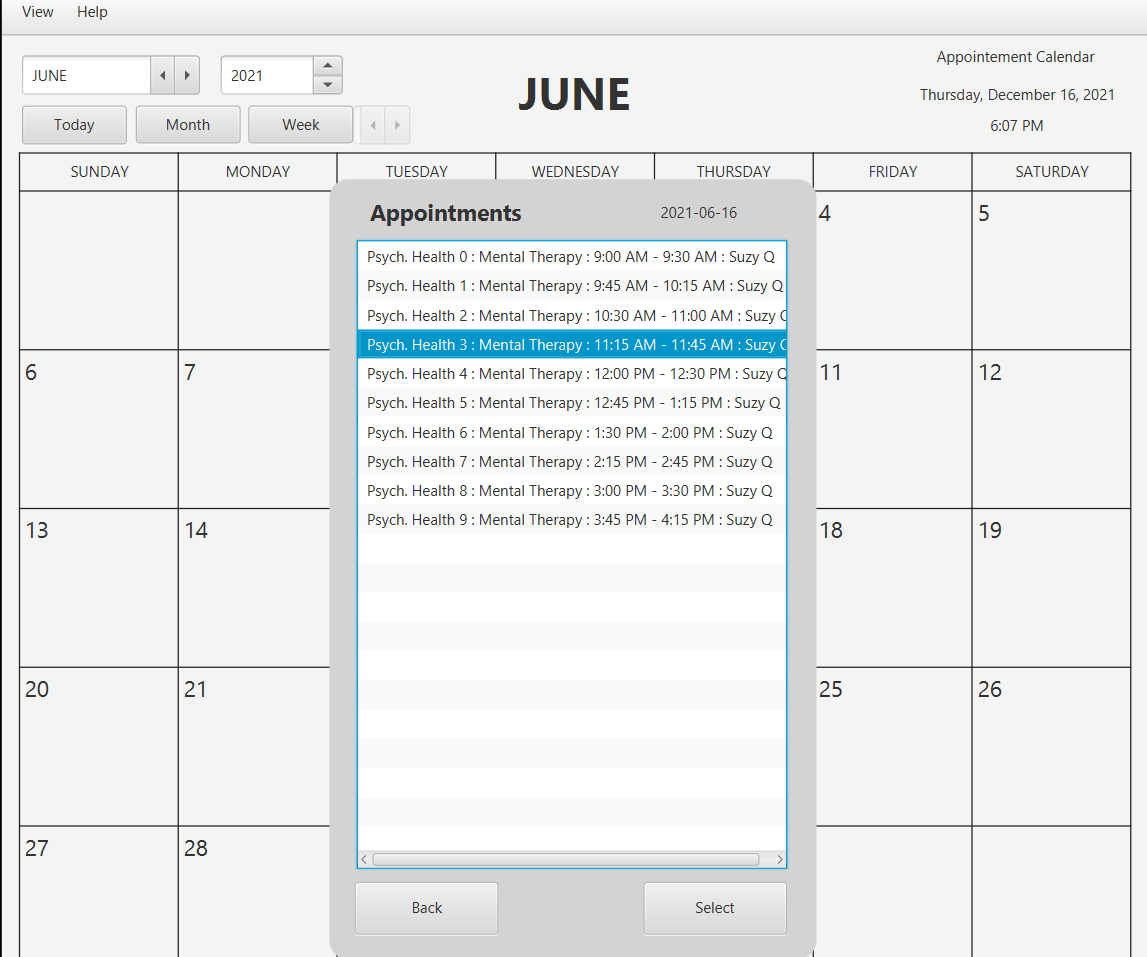 View Help
JUNE 2021
Today Month Week
JUNE
Appointement Calendar
Thursday, December 16, 2021
6:07 PM
SUNDAY MONDAY TUESDAY WEDNESDAY THURSDAY FRIDAY SATURDAY
Appointments 2021-06-16
Psych. Health 0 : Mental Therapy : 9:00 AM - 9:30 AM : Suzy Q
Psych. Health 1 : Mental Therapy : 9:45 AM - 10:15 AM : Suzy Q
Psych. Health 2 : Mental Therapy : 10:30 AM - 11:00 AM : Suzy Q
Psych. Health 3 : Mental Therapy : 11:15 AM - 11:45 AM : Suzy Q
Psych. Health 4 : Mental Therapy : 12:00 PM - 12:30 PM : Suzy Q
Psych. Health 5 : Mental Therapy : 12:45 PM - 1:15 PM : Suzy Q
Psych. Health 6 : Mental Therapy : 1:30 PM - 2:00 PM : Suzy Q
Psych. Health 7 : Mental Therapy : 2:15 PM - 2:45 PM : Suzy Q
Psych. Health 8 : Mental Therapy : 3:00 PM - 3:30 PM : Suzy Q
Psych. Health 9 : Mental Therapy : 3:45 PM - 4:15 PM : Suzy Q
Back Select
4 5
6 7 11 12
13 14 18 19
20 21 25 26
27 28